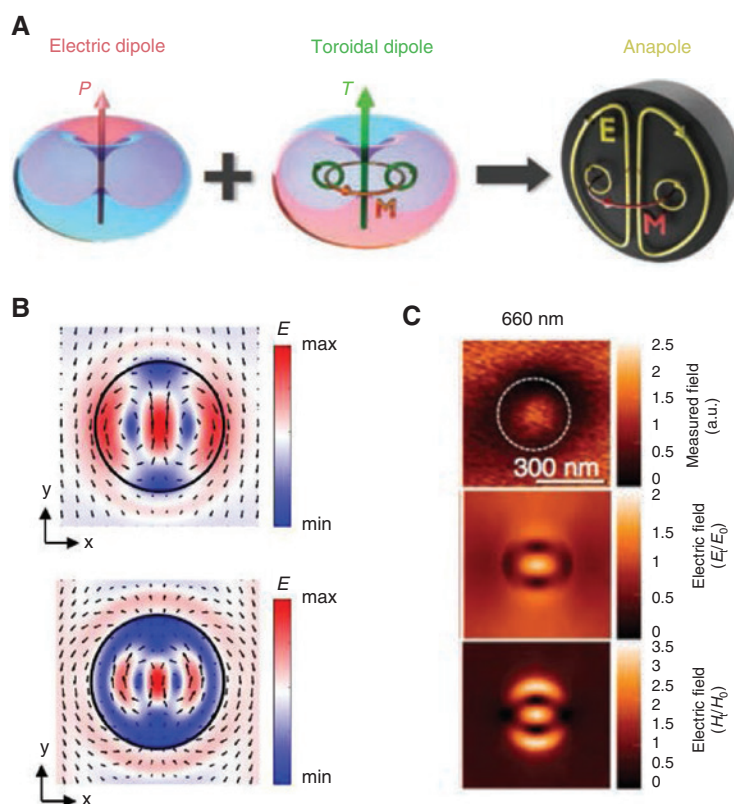 A
Electric dipole
Toroidal dipole
Anapole
P
T
M
E
M
B
E
max
min
y
x
E
max
min
y
x
C
660 nm
300 nm
2.5
2
1.5
1
0.5
0
Measured field
(a.u.)
2
1.5
1
0.5
0
Electric field
(Ei/E0)
3.5
3
2.5
2
1.5
1
0.5
0
Electric field
(Hi/H0)